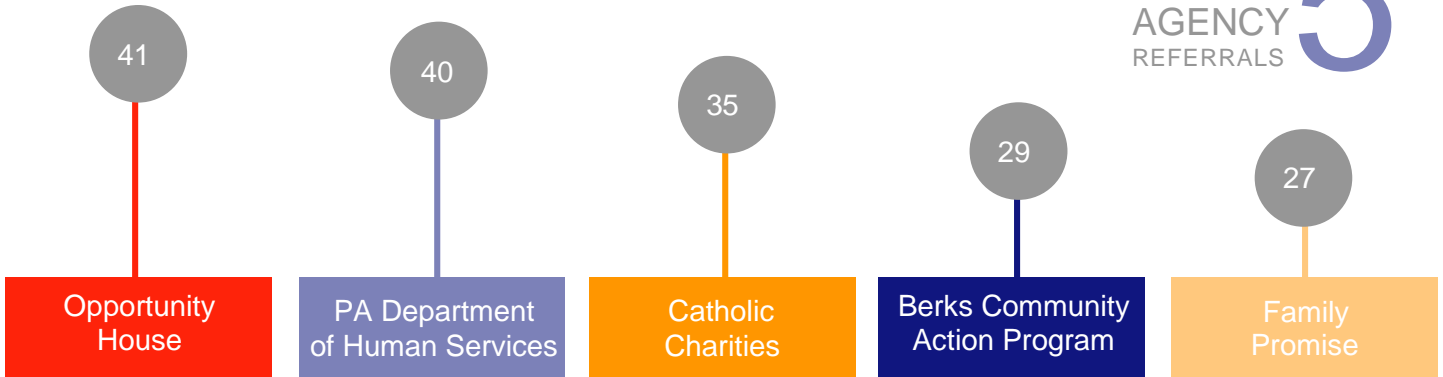 AGENCY
REFERRALS
41
40
35
29
27
Opportunity
House
PA Department
of Human Services
Catholic
Charities
Berks Community
Action Program
Family
Promise